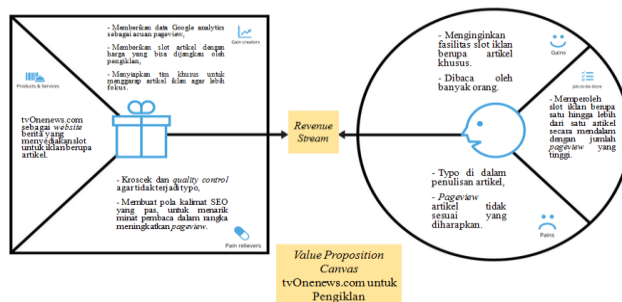 - Memberikan data Google analytics
sebagai acuan pageview,
- Memberikan slot artikel dengan
harga yang bisa dijangkau oleh
pengiklan,
- Menyiapkan tim khusus untuk
menggarap artikel iklan agar lebih
fokus.
Gain creators
Products & Services
tvOnenews.com
sebagai website
berita yang
menyediakan slot
untuk iklan berupa
artikel.
- Kroscek dan quality control
agar tidak terjadi typo,
- Membuat pola kalimat SEO
yang pas, untuk menarik
minat pembaca dalam rangka
meningkatkan pageview.
Pain relievers
Revenue
Stream
- Menginginkan
fasilitas slot iklan
berupa artikel
khusus.
- Dibaca oleh
banyak orang.
Gains
Job-to-be-done
- Memperoleh
slot iklan berupa
satu hingga lebih
dari satu artikel
secara mendalam
dengan jumlah
pageview yang
tinggi.
- Typo di dalam
penulisan artikel,
- Pageview
artikel tidak
sesuai yang
diharapkan.
Pains
Value Proposition
Canvas
tvOnenews.com untuk
Pengiklan